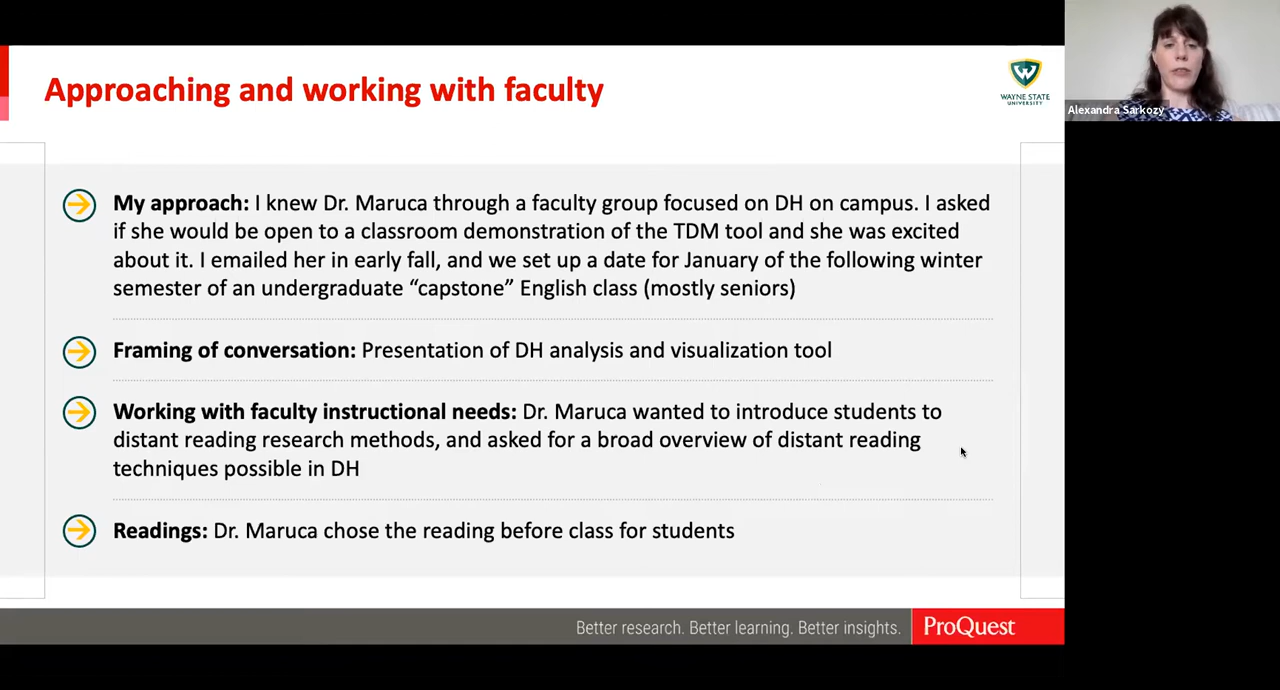 Approaching and working with faculty
WAYNE STATE
UNIVERSITY
Alexandra Sarkozy
My approach: I knew Dr. Maruca through a faculty group focused on DH on campus. I asked
if she would be open to a classroom demonstration of the TDM tool and she was excited
about it. I emailed her in early fall, and we set up a date for January of the following winter
semester of an undergraduate “capstone” English class (mostly seniors)
Framing of conversation: Presentation of DH analysis and visualization tool
Working with faculty instructional needs: Dr. Maruca wanted to introduce students to
distant reading research methods, and asked for a broad overview of distant reading
techniques possible in DH
Readings: Dr. Maruca chose the reading before class for students
Better research. Better learning. Better insights.
ProQuest